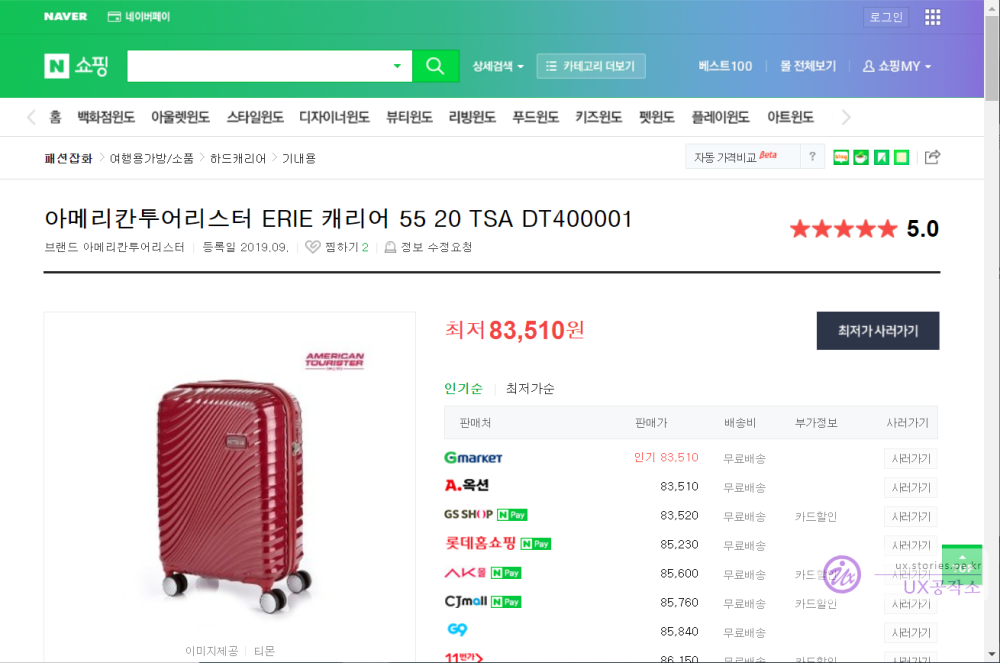 NAVER 네이버페이 로그인
N 쇼핑 상세검색 카테고리 더보기 베스트100 몰 전체보기 쇼핑MY
홈 백화점윈도 아울렛윈도 스타일윈도 디자이너윈도 뷰티윈도 리빙윈도 푸드윈도 키즈윈도 펫윈도 플레이윈도 아트윈도
패션잡화 > 여행용가방/소품 > 하드캐리어 > 기내용 자동 가격비교 Beta ?
아메리칸투어리스터 ERIE 캐리어 55 20 TSA DT400001
5.0
브랜드 아메리칸투어리스터 등록일 2019.09. 찜하기 2 정보 수정요청
최저 83,510원 최저가 사러가기
AMERICAN
TOURISTER
인기순 최저가순
판매처 판매가 배송비 부가정보 사러가기
Gmarket 인기 83,510 무료배송 사러가기
A.옥션 83,510 무료배송 사러가기
GS SHOP N Pay 83,520 무료배송 카드할인 사러가기
롯데홈쇼핑 N Pay 85,230 무료배송 사러가기
AK몰 N Pay 85,600 무료배송 카드할인 사러가기
ux.stories.pe.kr
UX공작소
CJmall N Pay 85,760 무료배송 카드할인 사러가기
G9 85,840 무료배송 사러가기
이미지제공 티몬
11번가 86,150 무료배송 카드할인 사러가기